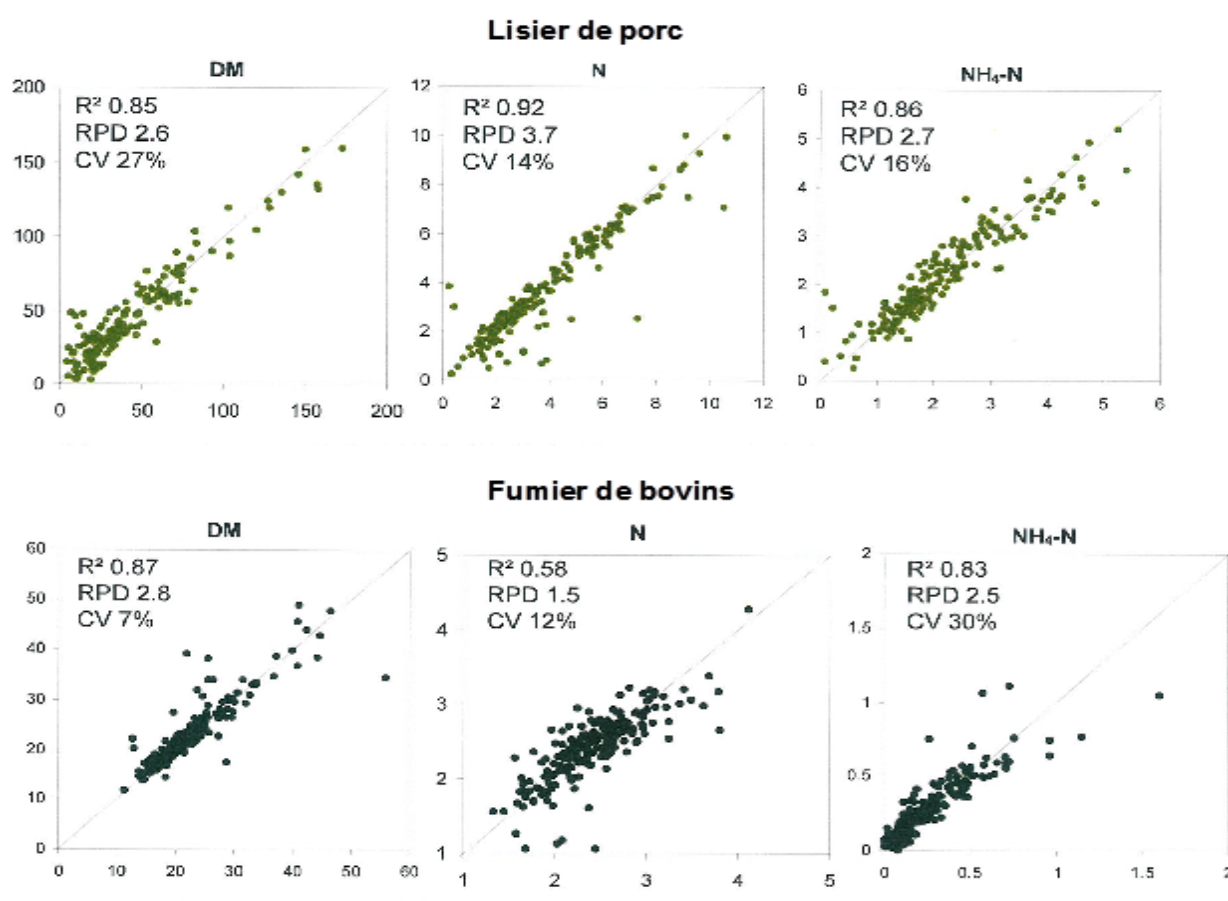 Lisier de porc
DM
R² 0.85
RPD 2.6
CV 27%
200
150
100
50
0
0 50 100 150 200
N
R² 0.92
RPD 3.7
CV 14%
12
10
8
6
4
2
0
0 2 4 6 8 10 12
NH₄-N
R² 0.86
RPD 2.7
CV 16%
6
5
4
3
2
1
0
0 1 2 3 4 5 6
Fumier de bovins
DM
R² 0.87
RPD 2.8
CV 7%
60
50
40
30
20
10
0
0 10 20 30 40 50 60
N
R² 0.58
RPD 1.5
CV 12%
5
4
3
2
1
1 2 3 4 5
NH₄-N
R² 0.83
RPD 2.5
CV 30%
2
1.5
1
0.5
0
0 0.5 1 1.5 2